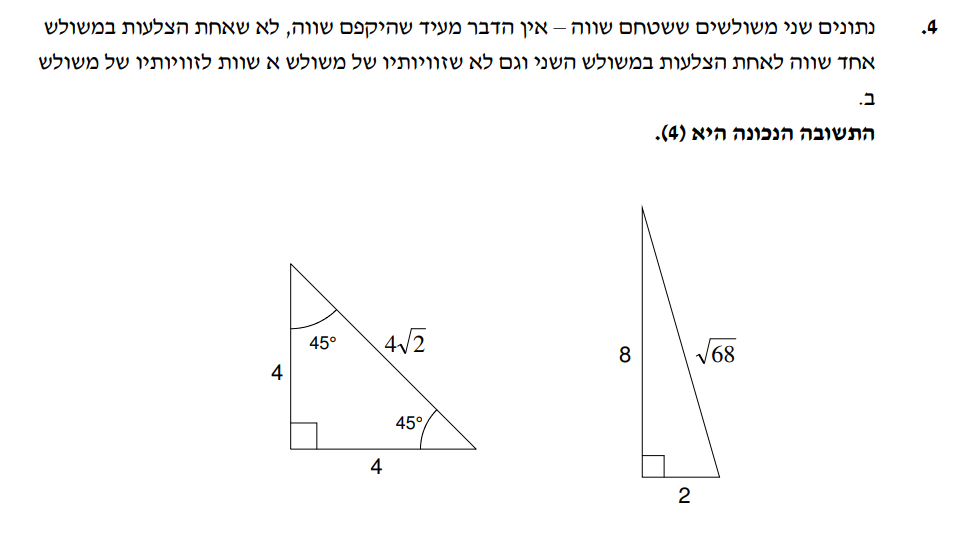 4. נתונים שני משולשים ששטחם שווה – אין הדבר מעיד שהיקפם שווה, לא שאחת הצלעות במשולש
אחד שווה לאחת הצלעות במשולש השני וגם לא שזוויותיו של משולש א שוות לזוויותיו של משולש
ב.
התשובה הנכונה היא (4).
45°
4√2
4
45°
4
8
√68
2